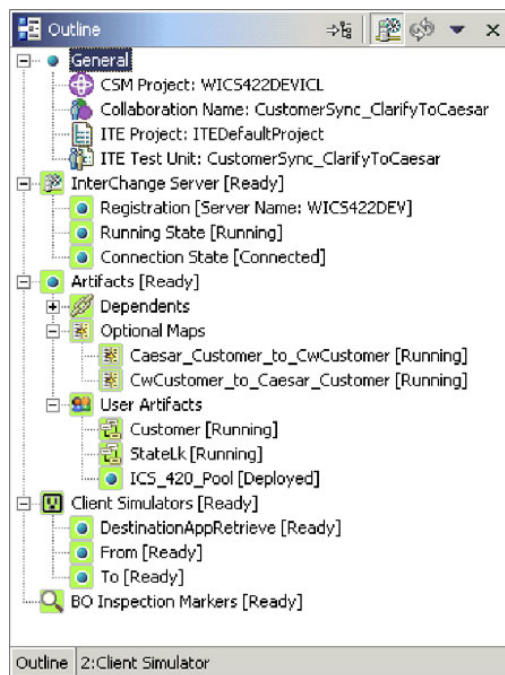 Outline
General
CSM Project: WICS422DEVICL
Collaboration Name: CustomerSync_ClarifyToCaesar
ITE Project: ITEDefaultProject
ITE Test Unit: CustomerSync_ClarifyToCaesar
InterChange Server [Ready]
Registration [Server Name: WICS422DEV]
Running State [Running]
Connection State [Connected]
Artifacts [Ready]
Dependents
Optional Maps
Caesar_Customer_to_CwCustomer [Running]
CwCustomer_to_Caesar_Customer [Running]
User Artifacts
Customer [Running]
StateLk [Running]
ICS_420_Pool [Deployed]
Client Simulators [Ready]
DestinationAppRetrieve [Ready]
From [Ready]
To [Ready]
BO Inspection Markers [Ready]
Outline 2:Client Simulator